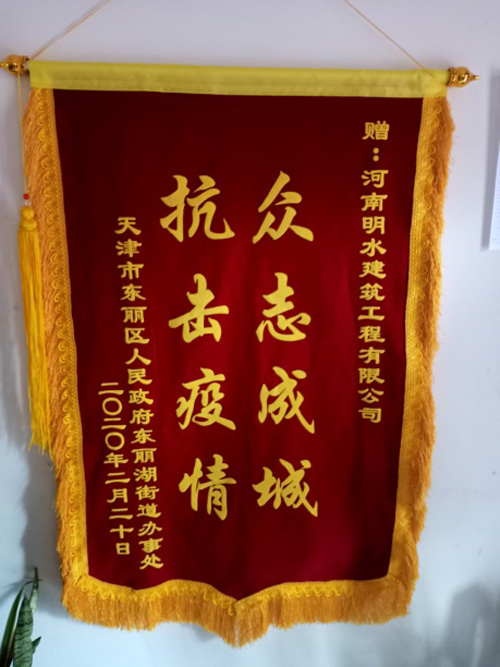 赠：河南明水建筑工程有限公司
众志成城
抗击疫情
天津市东丽区人民政府东丽湖街道办事处
二〇二〇年二月二十日